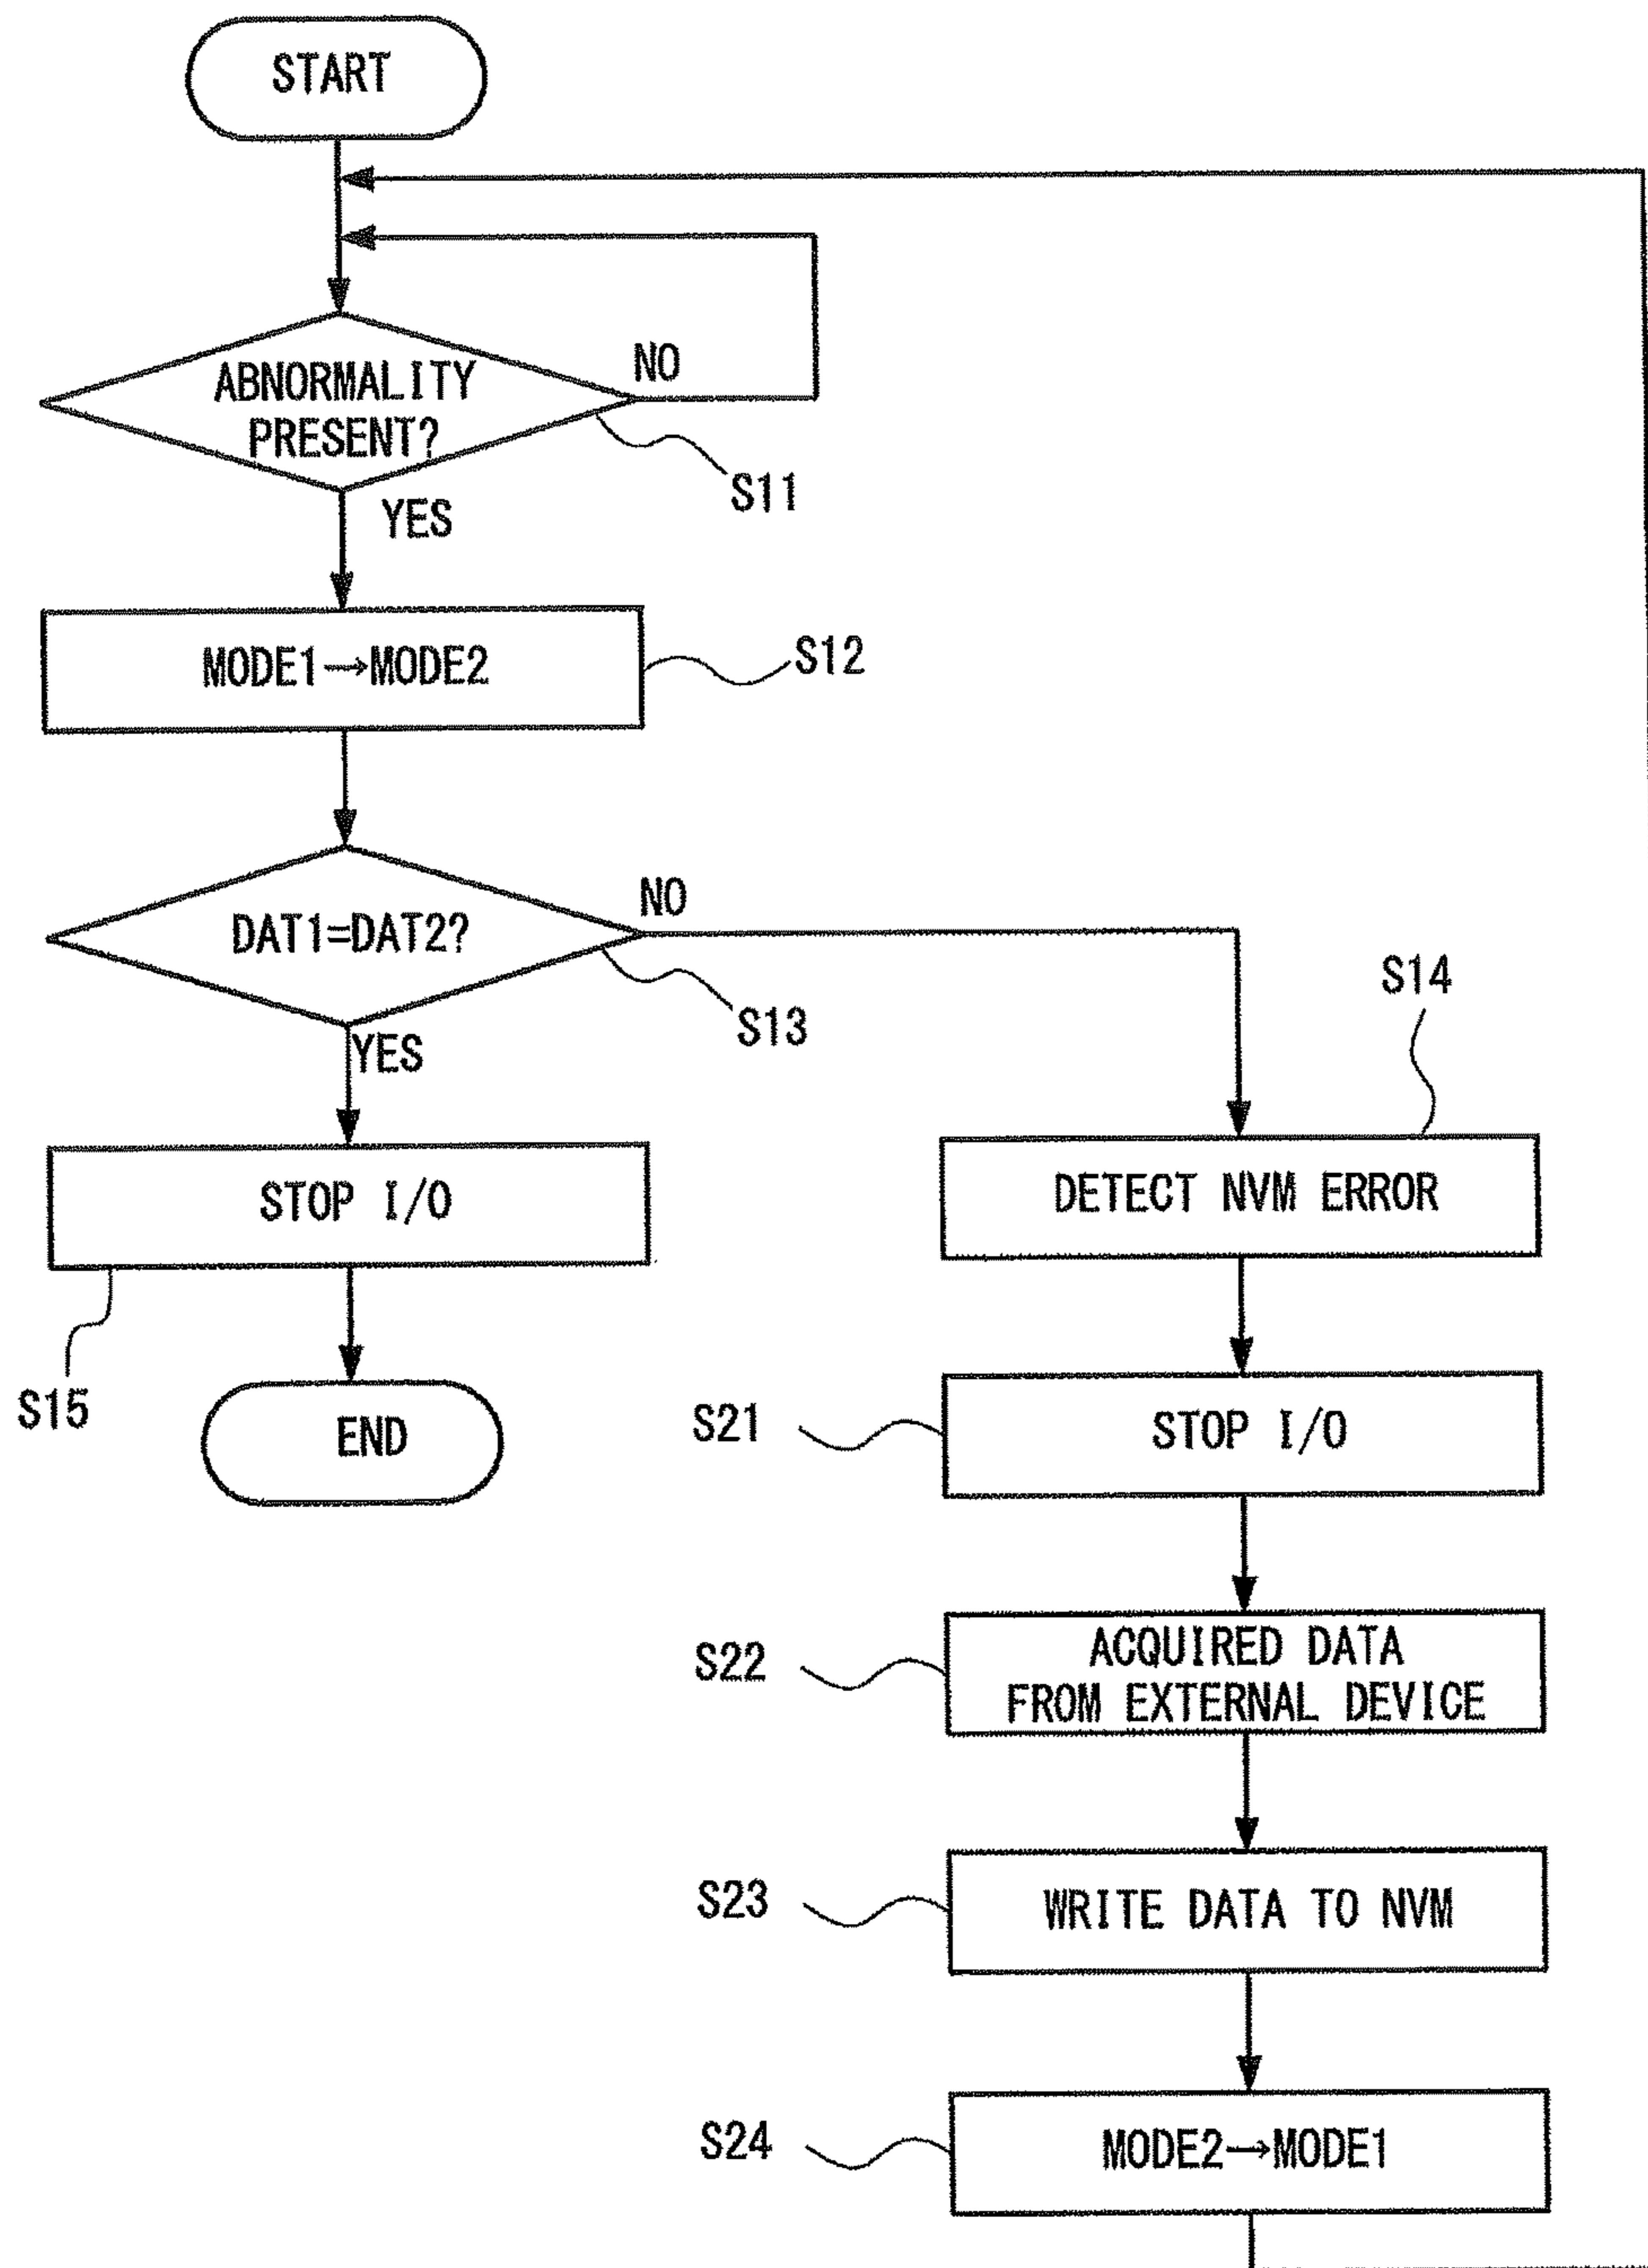 START
NO
ABNORMALITY
PRESENT?
S11
YES
MODE1→MODE2
S12
NO
DAT1=DAT2?
S13
YES
S14
STOP I/O
DETECT NVM ERROR
S15
END
S21
STOP I/O
S22
ACQUIRED DATA
FROM EXTERNAL DEVICE
S23
WRITE DATA TO NVM
S24
MODE2→MODE1